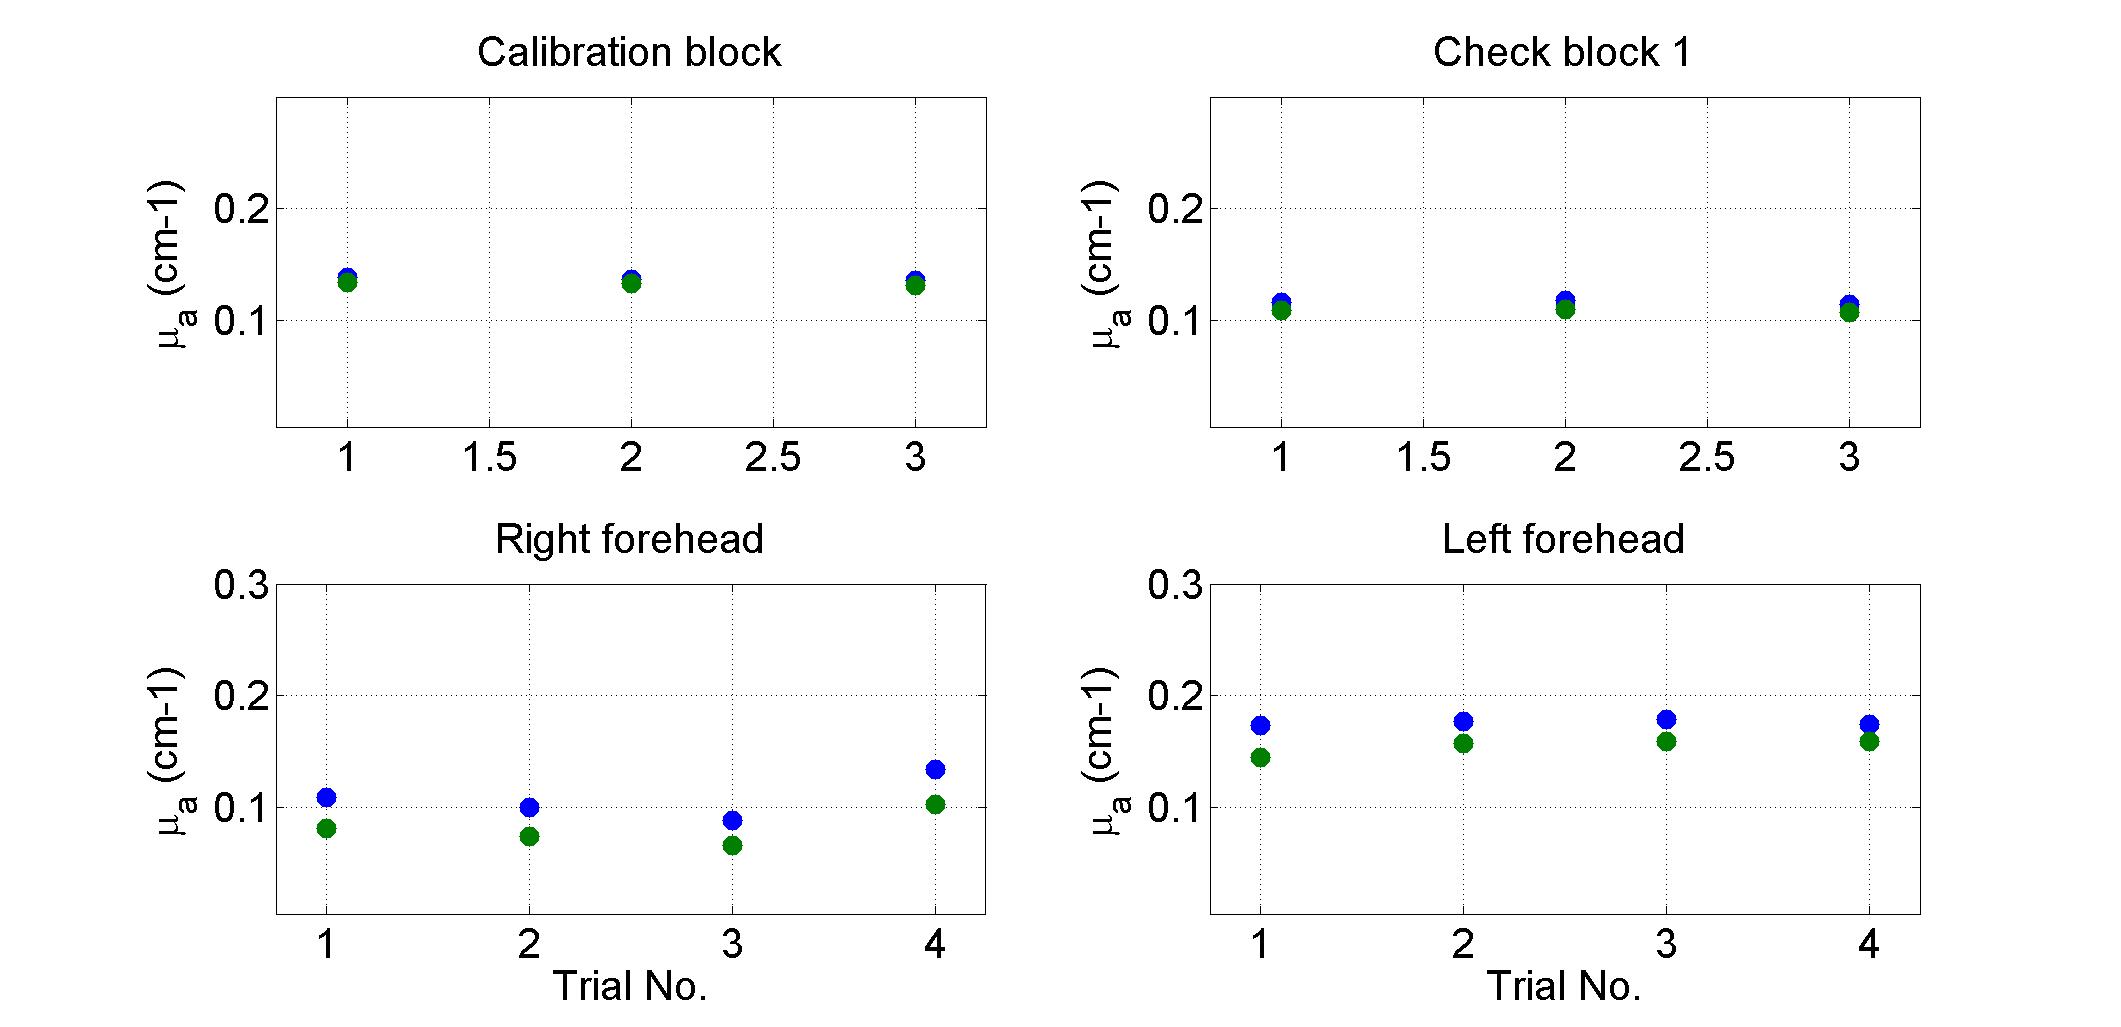 Calibration block
Check block 1
μa (cm-1)
0.2
0.1
1 1.5 2 2.5 3
μa (cm-1)
0.2
0.1
1 1.5 2 2.5 3
Right forehead
Left forehead
μa (cm-1)
0.3
0.2
0.1
1 2 3 4
Trial No.
μa (cm-1)
0.3
0.2
0.1
1 2 3 4
Trial No.